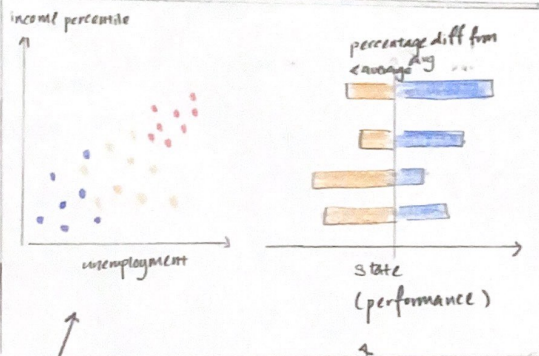 income percentile
unemployment
percentage diff from
average
Avg
state
(performance)